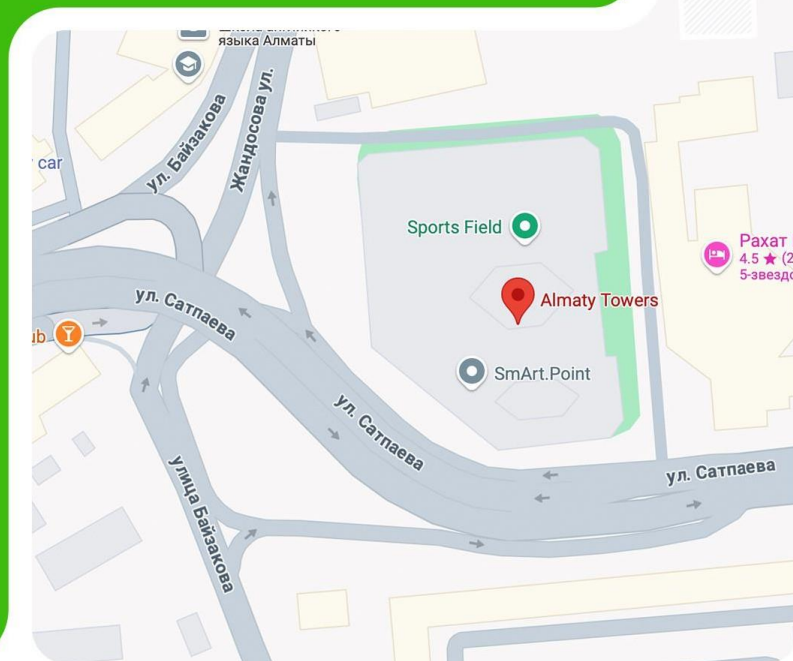 языка Алматы
ул. Байзакова
Жандосова ул.
car
Sports Field
Рахат
4.5 ★ (2
5-звездо
Almaty Towers
ул. Сатпаева
ub
SmArt.Point
ул. Сатпаева
ул. Сатпаева
улица Байзакова